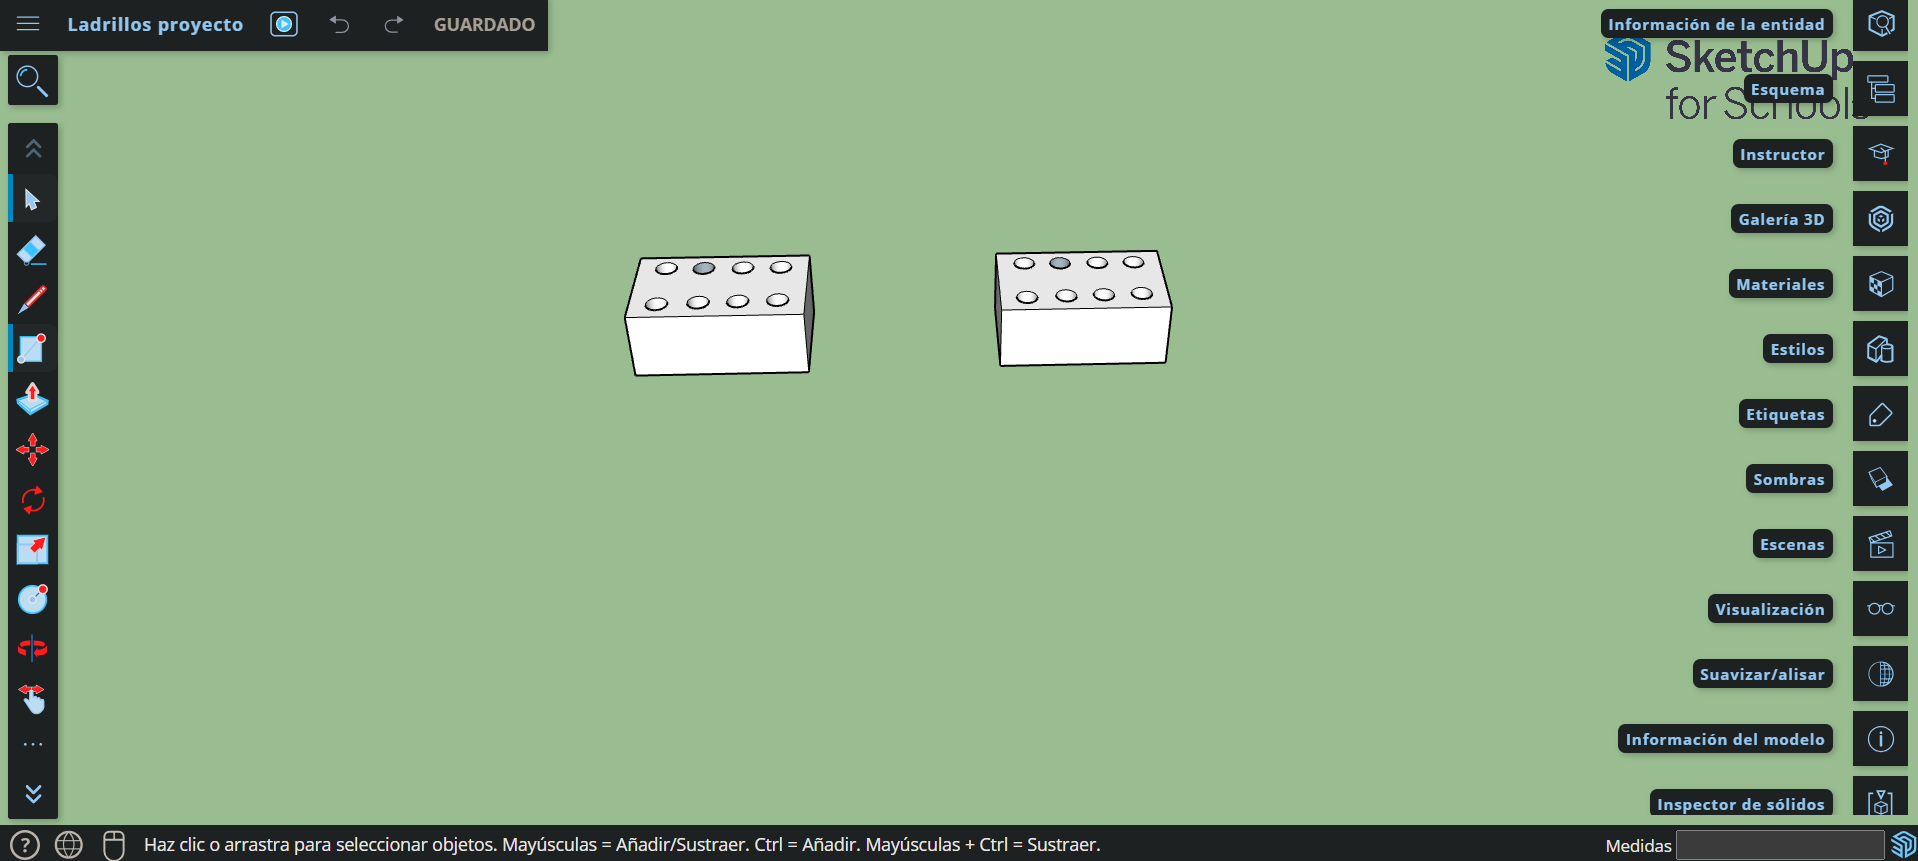 Ladrillos proyecto
GUARDADO
Información de la entidad
SketchUp
for Schools
Esquema
Instructor
Galería 3D
Materiales
Estilos
Etiquetas
Sombras
Escenas
Visualización
Suavizar/alisar
Información del modelo
Inspector de sólidos
Haz clic o arrastra para seleccionar objetos. Mayúsculas = Añadir/Sustraer. Ctrl = Añadir. Mayúsculas + Ctrl = Sustraer.
Medidas